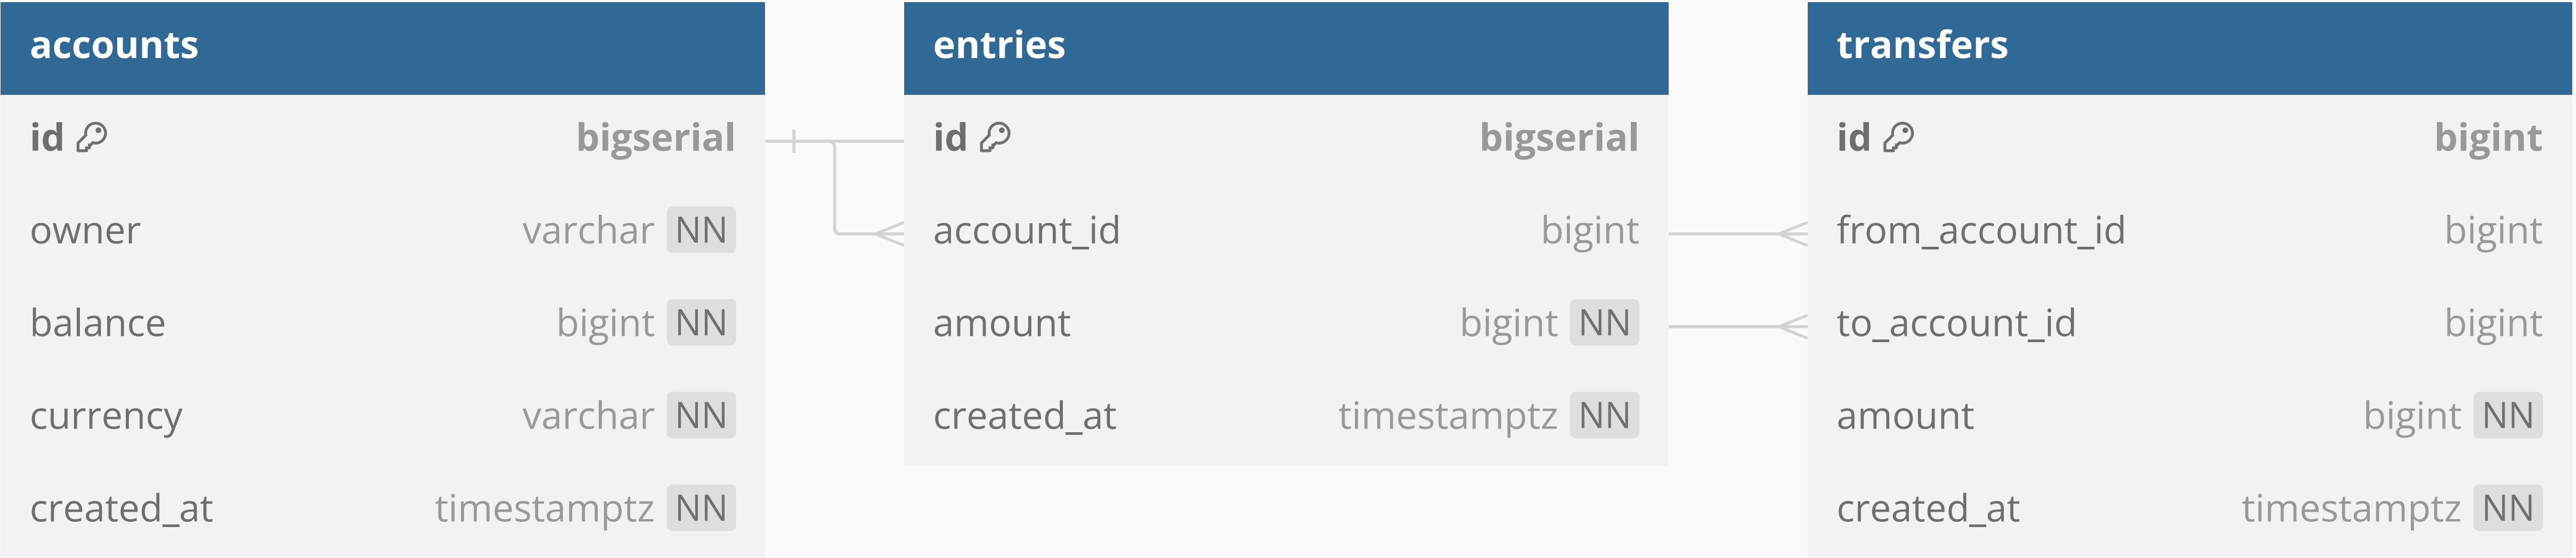 accounts
id bigserial
owner varchar NN
balance bigint NN
currency varchar NN
created_at timestamptz NN
entries
id bigserial
account_id bigint
amount bigint NN
created_at timestamptz NN
transfers
id bigint
from_account_id bigint
to_account_id bigint
amount bigint NN
created_at timestamptz NN